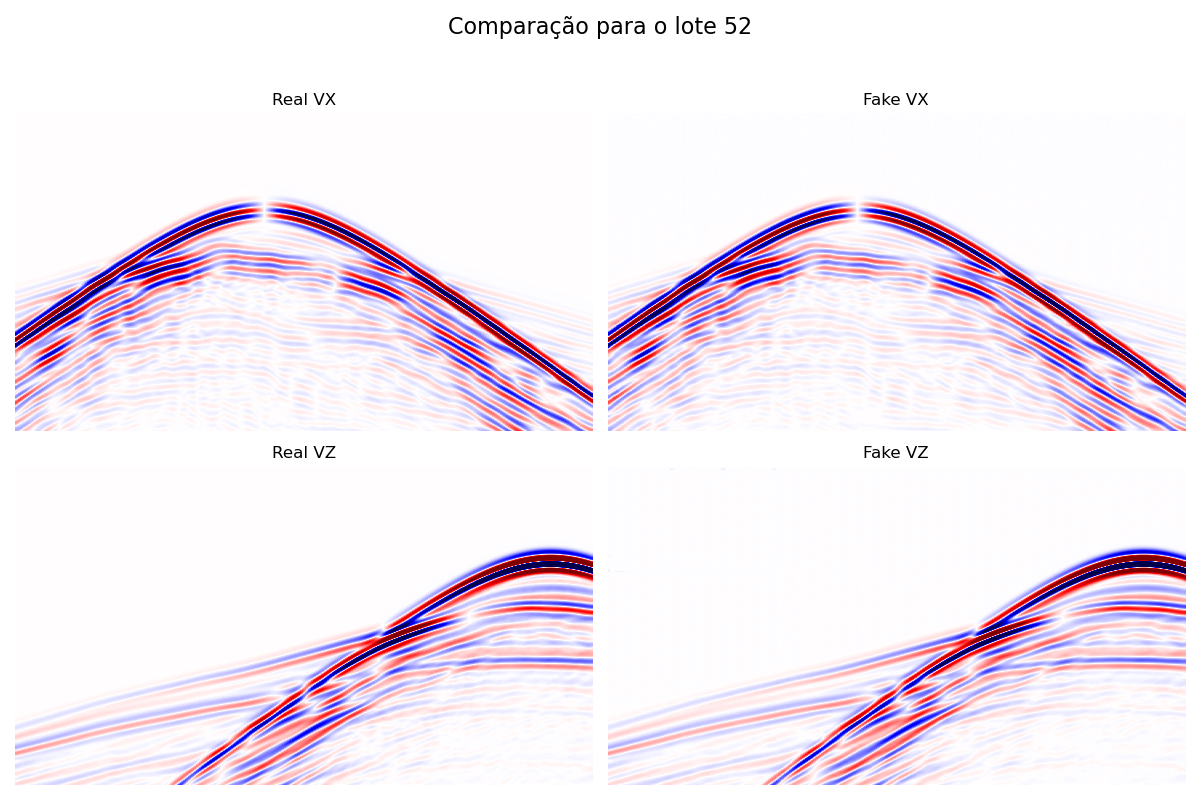 Comparação para o lote 52
Real VX
Fake VX
Real VZ
Fake VZ